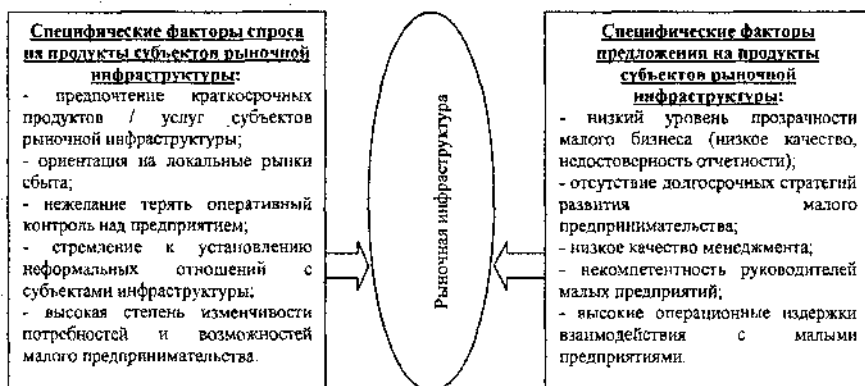 Специфические факторы спроса
на продукты субъектов рыночной
инфраструктуры:
- предпочтение краткосрочных
продуктов / услуг субъектов
рыночной инфраструктуры;
- ориентация на локальные рынки
сбыта;
- нежелание терять оперативный
контроль над предприятием;
- стремление к установлению
неформальных отношений с
субъектами инфраструктуры;
- высокая степень изменчивости
потребностей и возможностей
малого предпринимательства.
Рыночная инфраструктура
Специфические факторы
предложения на продукты
субъектов рыночной
инфраструктуры:
- низкий уровень прозрачности
малого бизнеса (низкое качество,
недостоверность отчетности);
- отсутствие долгосрочных стратегий
развития малого
предпринимательства;
- низкое качество менеджмента;
- некомпетентность руководителей
малых предприятий;
- высокие операционные издержки
взаимодействия с малыми
предприятиями.